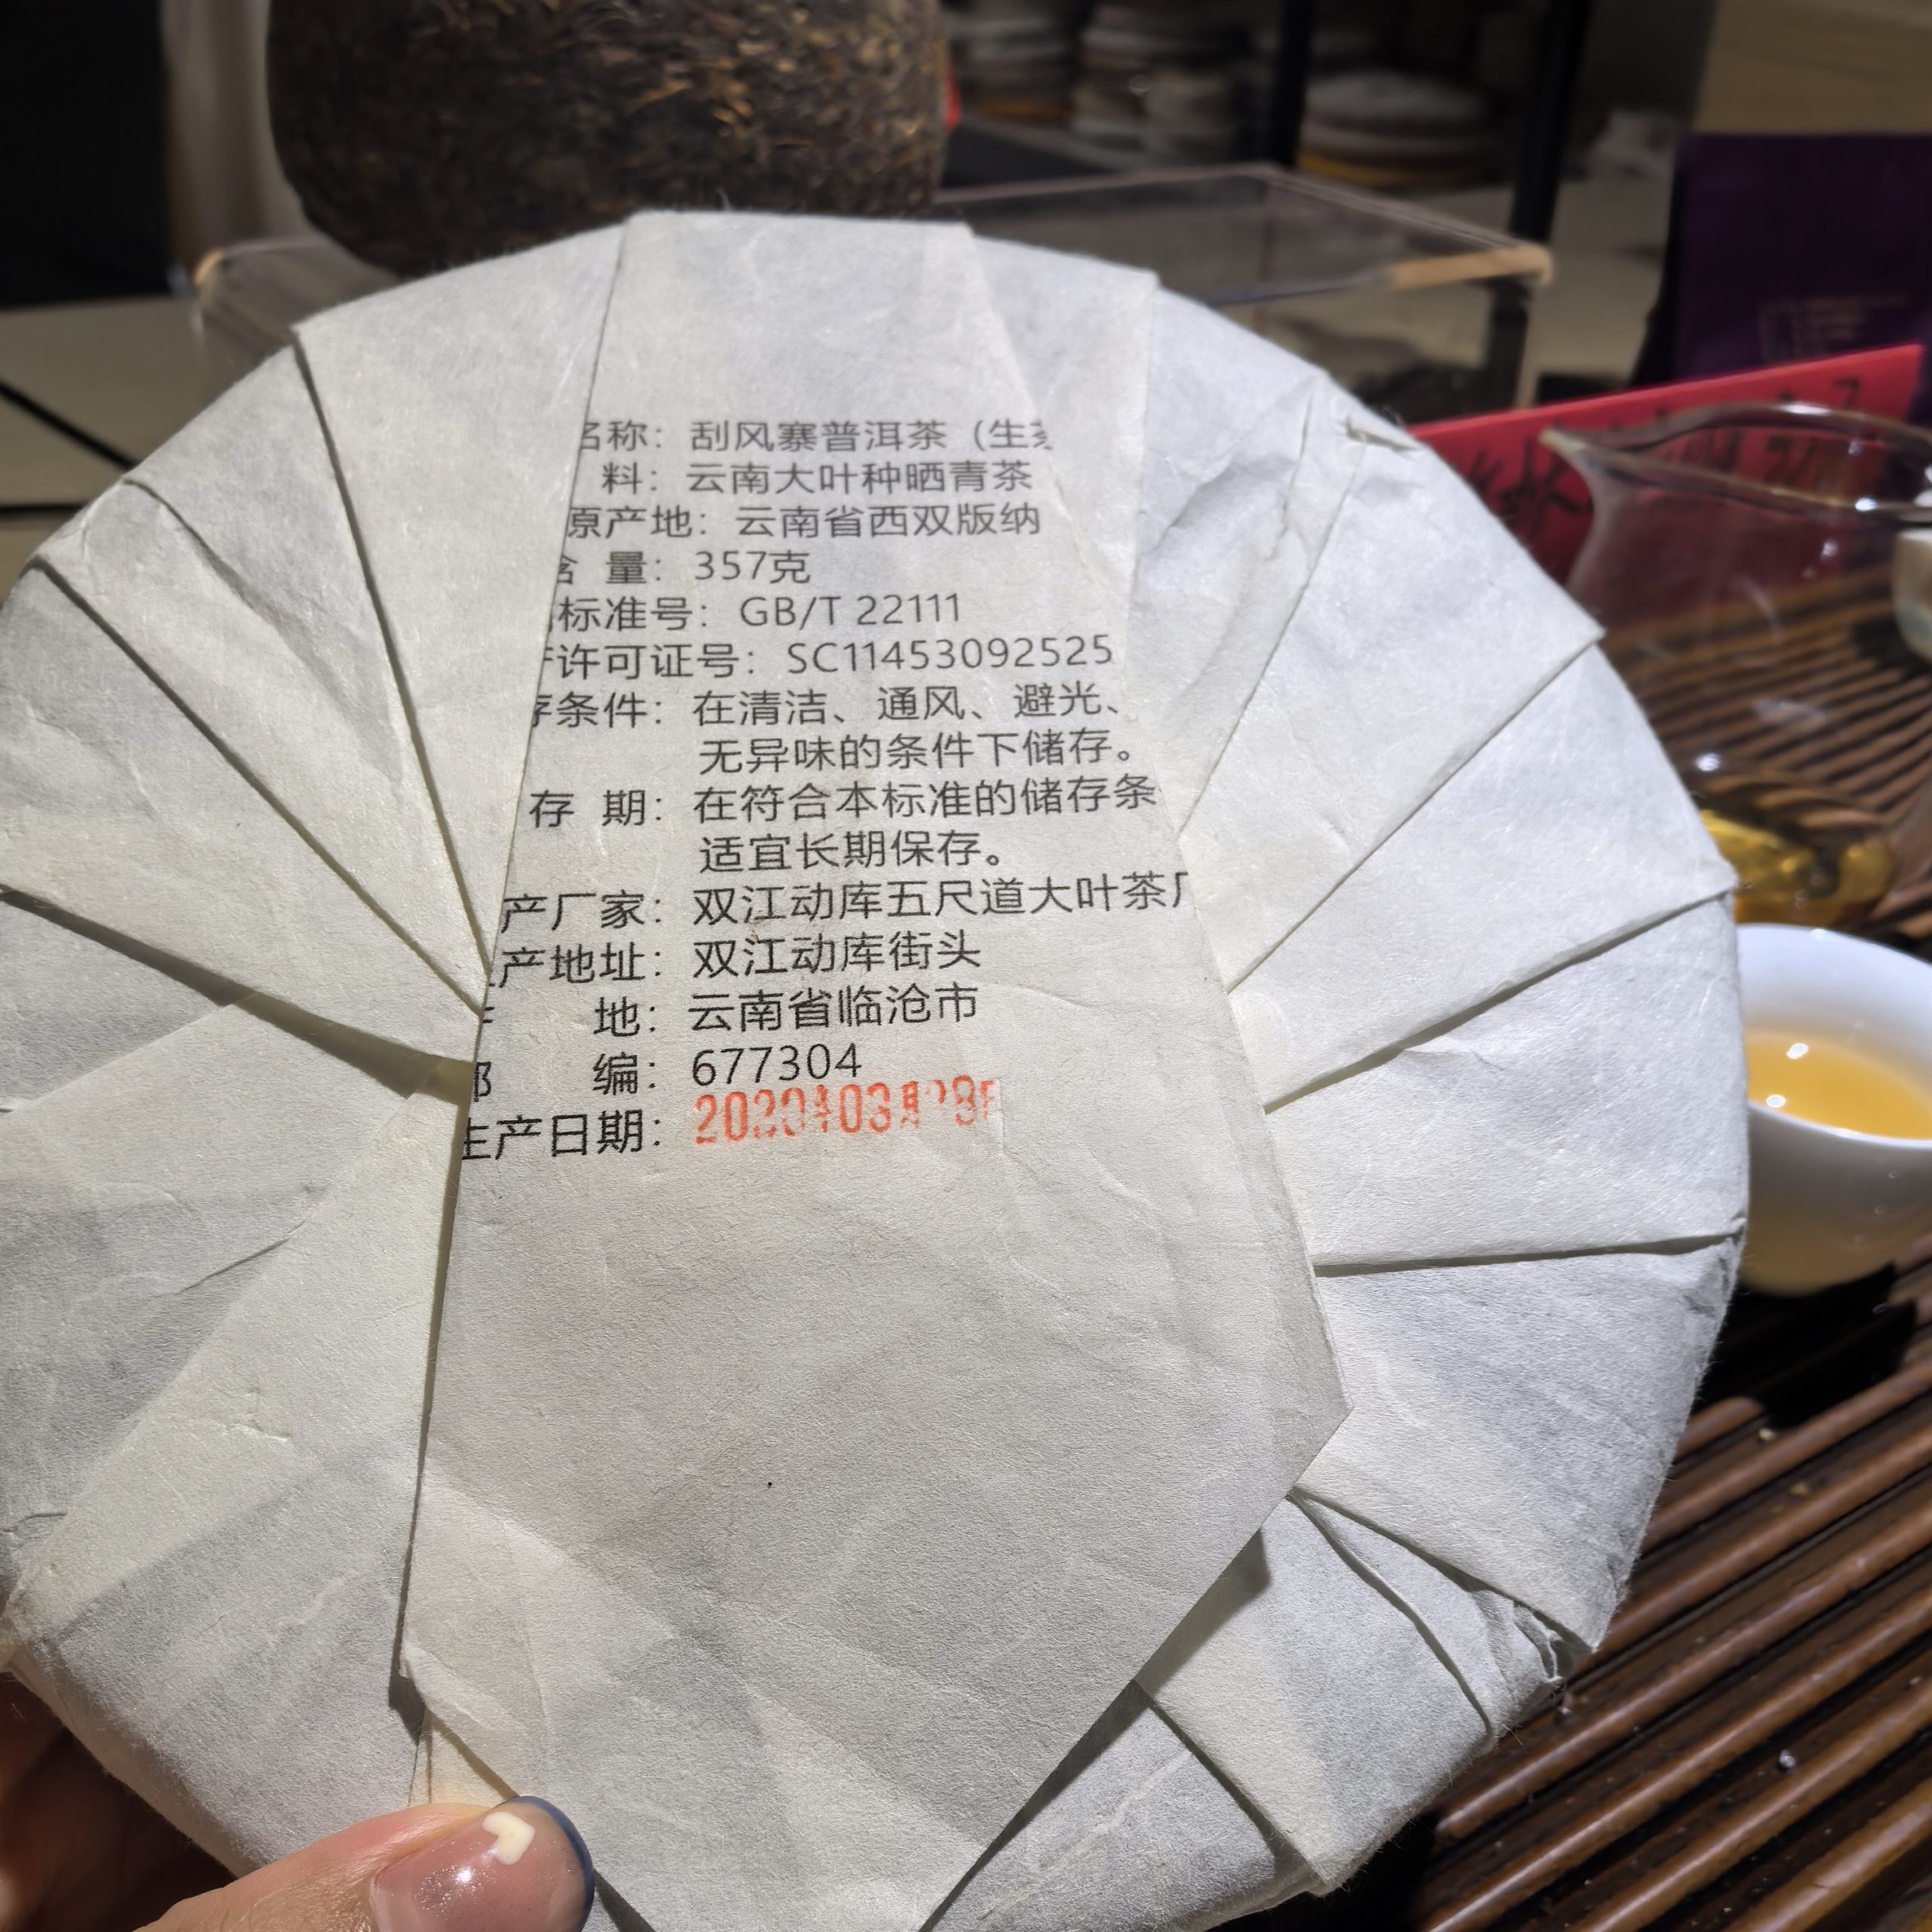 名称：刮风寨普洱茶（生茶
料：云南大叶种晒青茶
原产地：云南省西双版纳
含 量：357克
标准号：GB/T 22111
许可证号：SC11453092525
存条件：在清洁、通风、避光、
无异味的条件下储存。
存 期：在符合本标准的储存条
适宜长期保存。
产厂家：双江动库五尺道大叶茶厂
产地址：双江动库街头
地：云南省临沧市
邮 编：677304
生产日期：